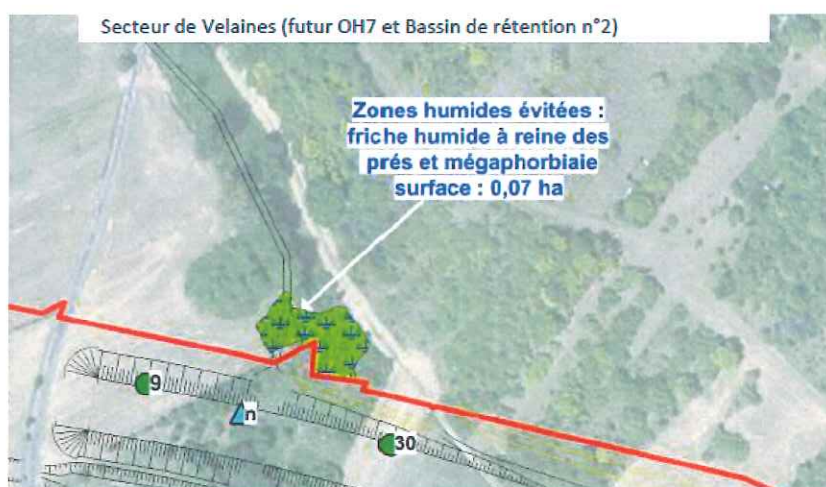 Secteur de Velaines (futur OH7 et Bassin de rétention n°2)
Zones humides évitées :
friche humide à reine des
prés et mégaphorbiaie
surface : 0,07 ha
9
n
30